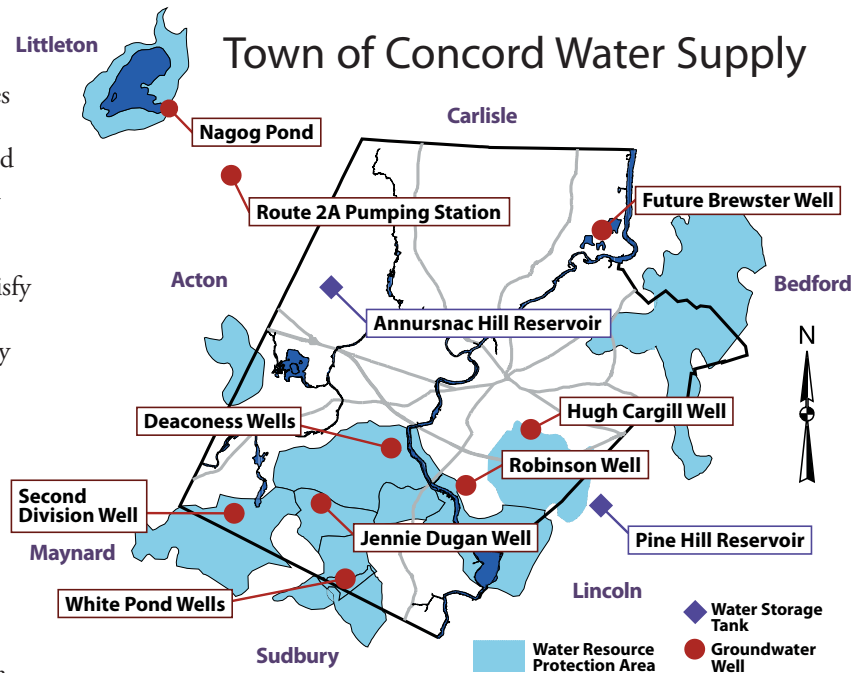 Town of Concord Water Supply
Littleton
es
Carlisle
Nagog Pond
d
Future Brewster Well
Route 2A Pumping Station
Acton
Bedford
isfy
Annursnac Hill Reservoir
N
y
Hugh Cargill Well
Deaconess Wells
Robinson Well
Second
Division Well
Jennie Dugan Well
Pine Hill Reservoir
Maynard
Lincoln
White Pond Wells
Water Storage
Tank
Sudbury
Water Resource
Protection Area
Groundwater
Well